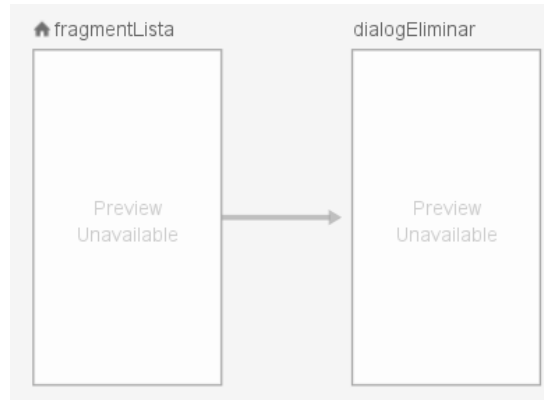 fragmentLista
dialogEliminar
Preview
Unavailable
Preview
Unavailable